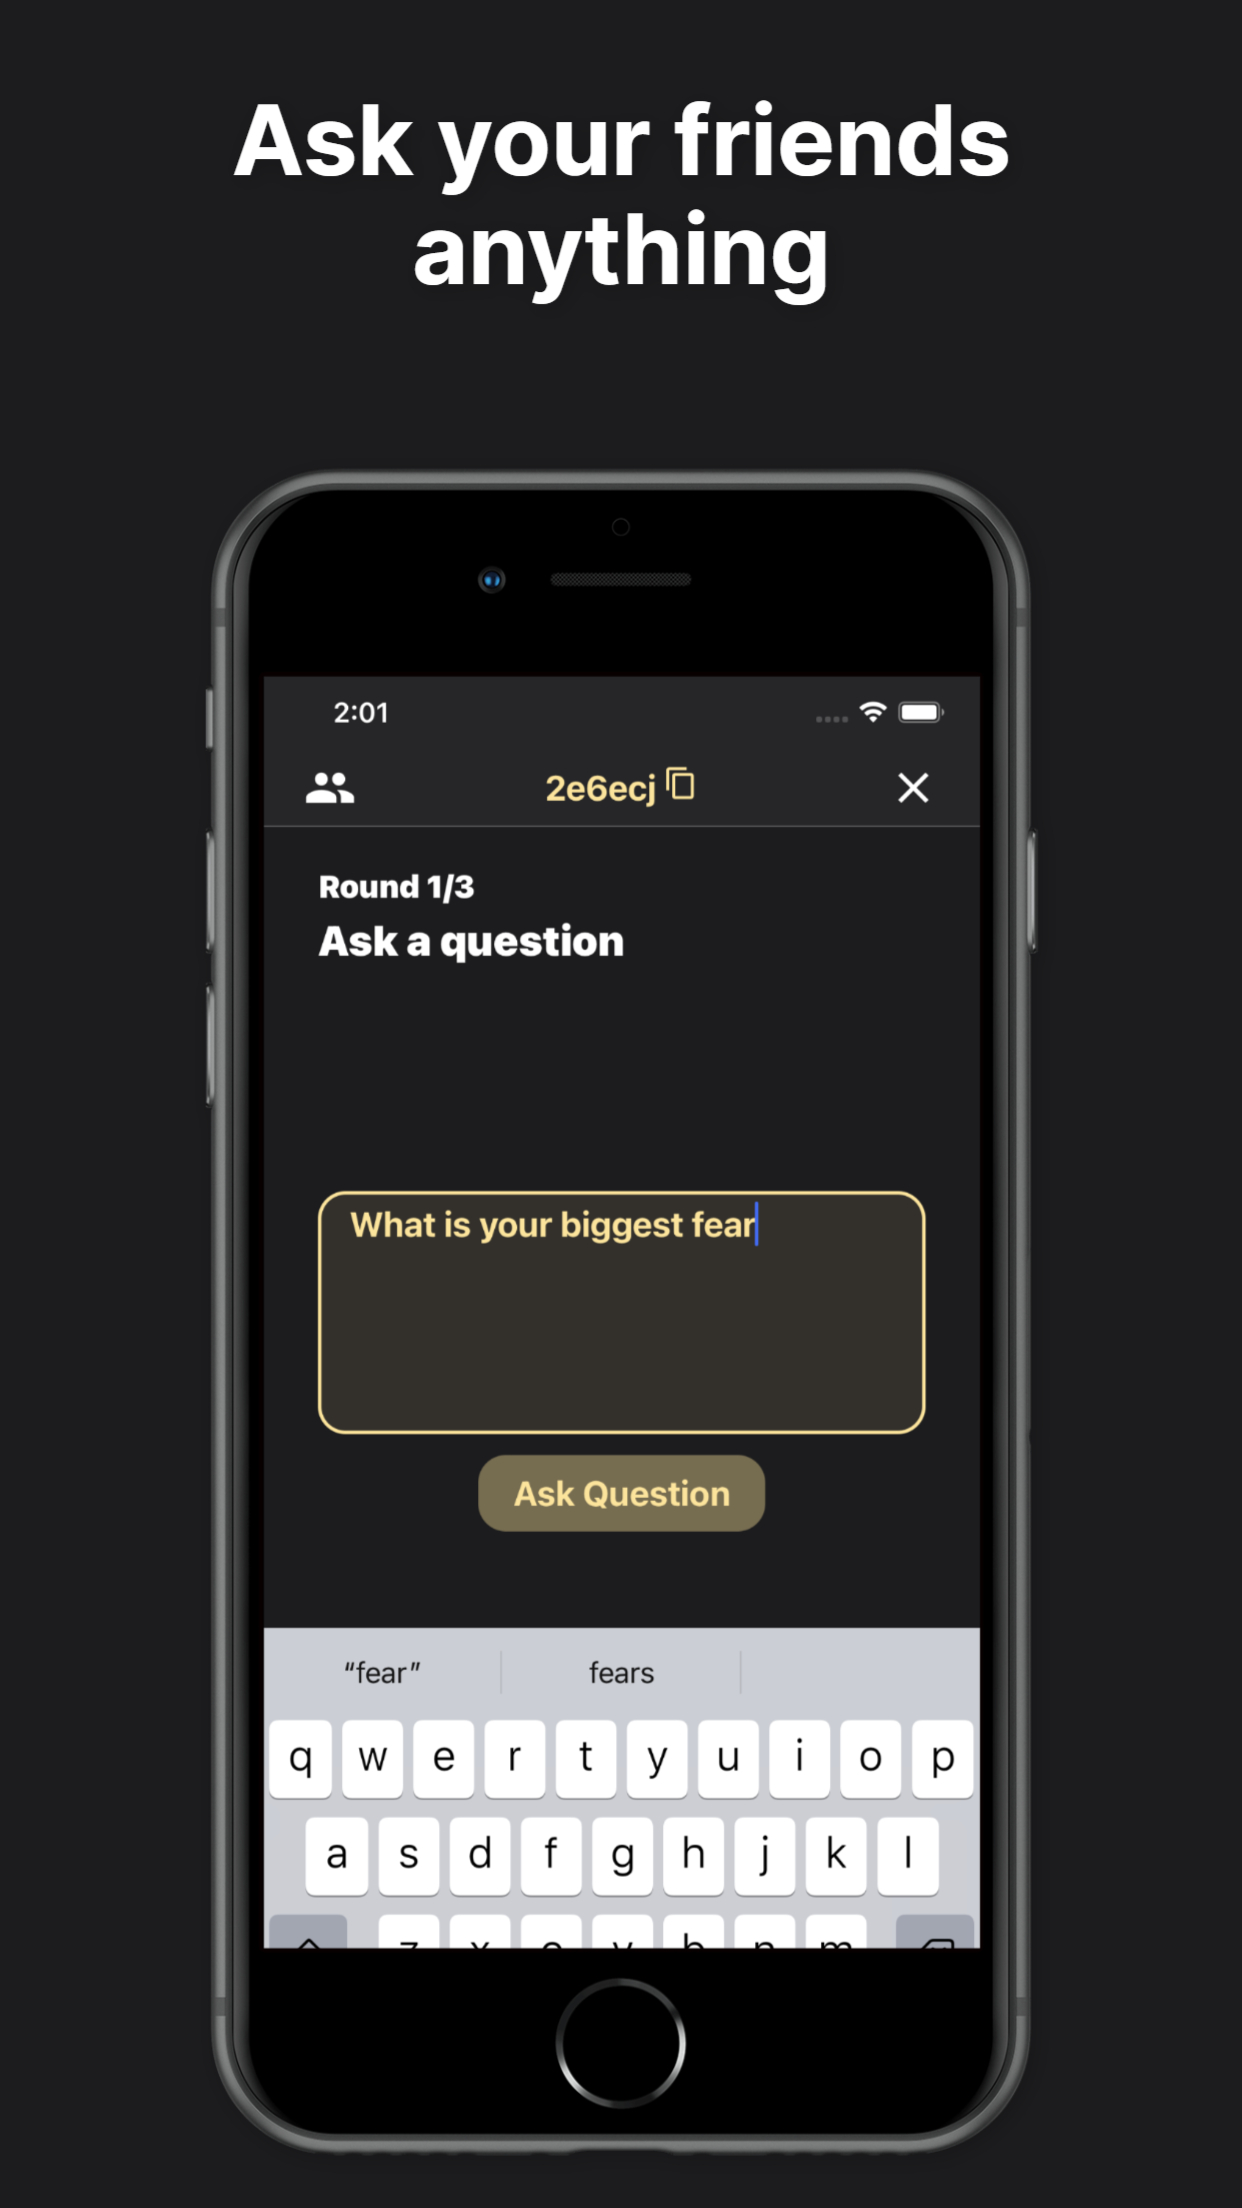 Ask your friends
anything
2:01
2e6ecj
Round 1/3
Ask a question
What is your biggest fear
Ask Question
“fear”
fears
q w e r t y u i o p
a s d f g h j k l
z x c v b n m